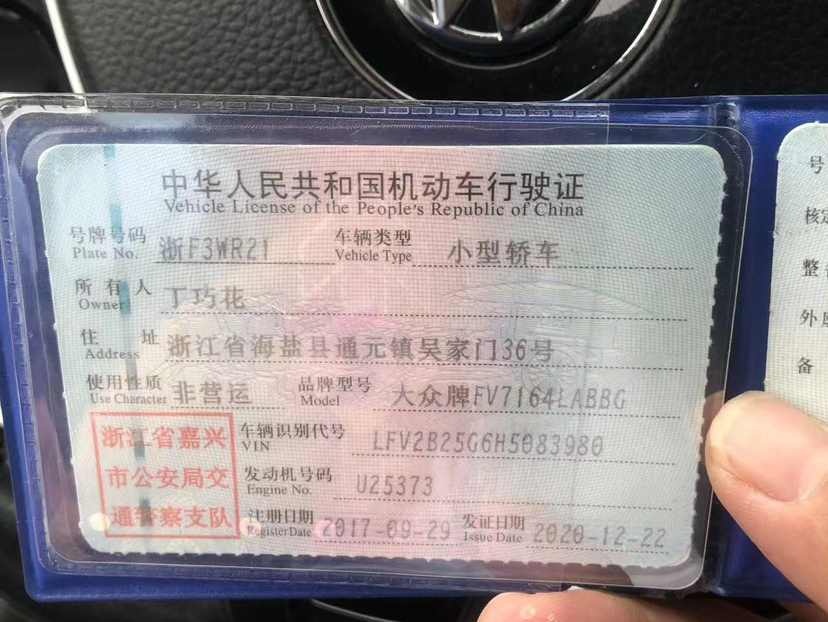 中华人民共和国机动车行驶证
Vehicle License of the People's Republic of China
号牌号码 浙F3WR21 车辆类型 小型轿车
Plate No. Vehicle Type
所有人 丁巧花
Owner
住址 浙江省海盐县通元镇吴家门36号
Address
使用性质 非营运 品牌型号 大众牌FV7164LABBG
Use Character Model
浙江省嘉兴
市公安局交
通警察支队
车辆识别代号 LFV2B25G6H5083980
VIN
发动机号码 U25373
Engine No.
注册日期 2017-09-29 发证日期 2020-12-22
Register Date Issue Date
号
核定
整
外
备